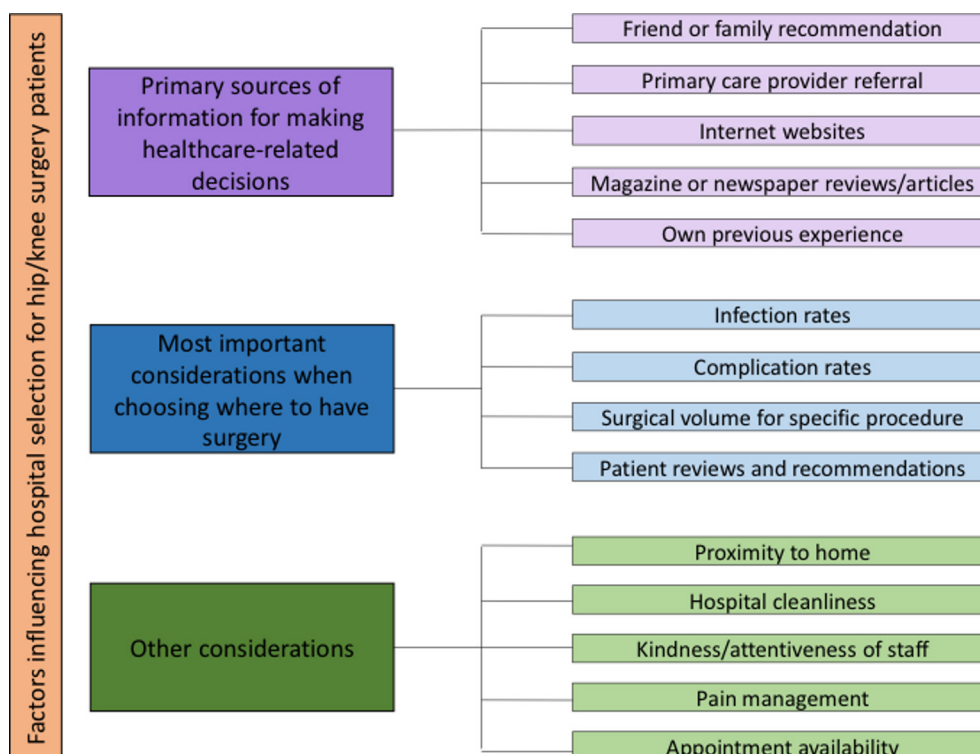 Factors influencing hospital selection for hip/knee surgery patients
Primary sources of
information for making
healthcare-related
decisions
Friend or family recommendation
Primary care provider referral
Internet websites
Magazine or newspaper reviews/articles
Own previous experience
Most important
considerations when
choosing where to have
surgery
Infection rates
Complication rates
Surgical volume for specific procedure
Patient reviews and recommendations
Other considerations
Proximity to home
Hospital cleanliness
Kindness/attentiveness of staff
Pain management
Appointment availability